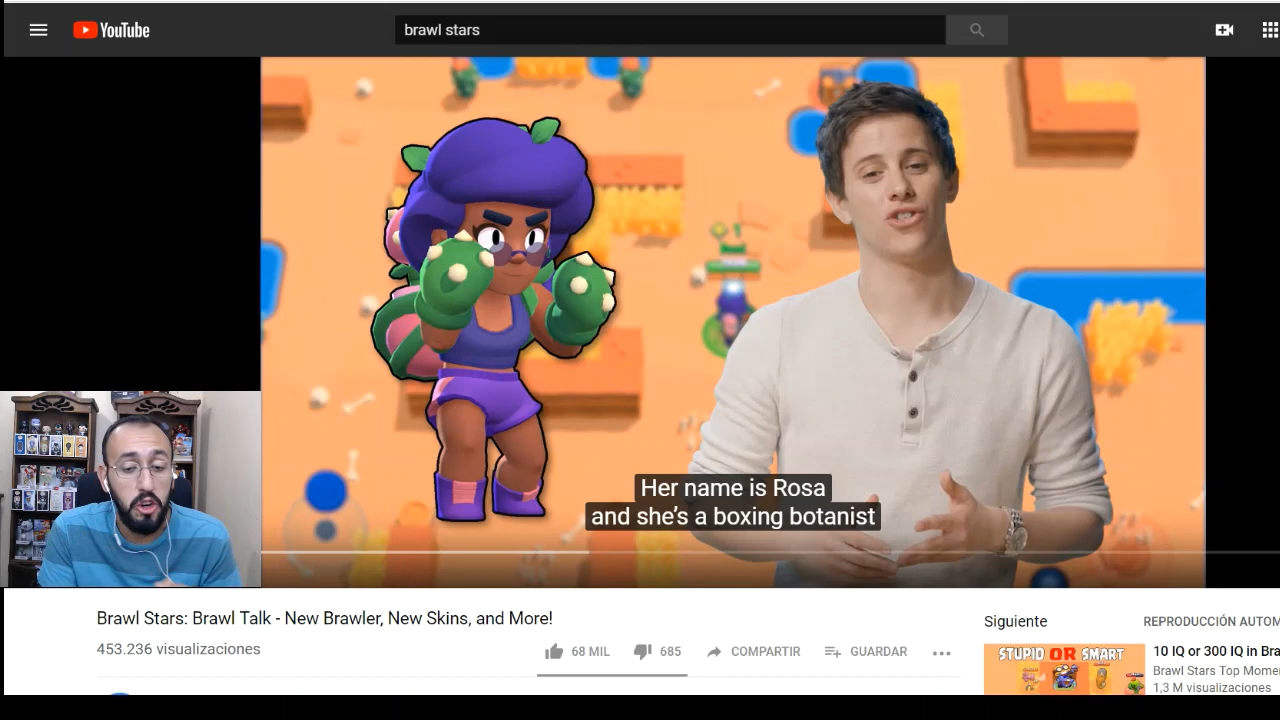 YouTube
brawl stars
Her name is Rosa
and she's a boxing botanist
Brawl Stars: Brawl Talk - New Brawler, New Skins, and More!
453.236 visualizaciones
68 MIL
685
COMPARTIR
GUARDAR
Siguiente
REPRODUCCIÓN AUTOM
STUPID OR SMART
10 IQ or 300 IQ in Bra
Brawl Stars Top Momen
1,3 M visualizaciones